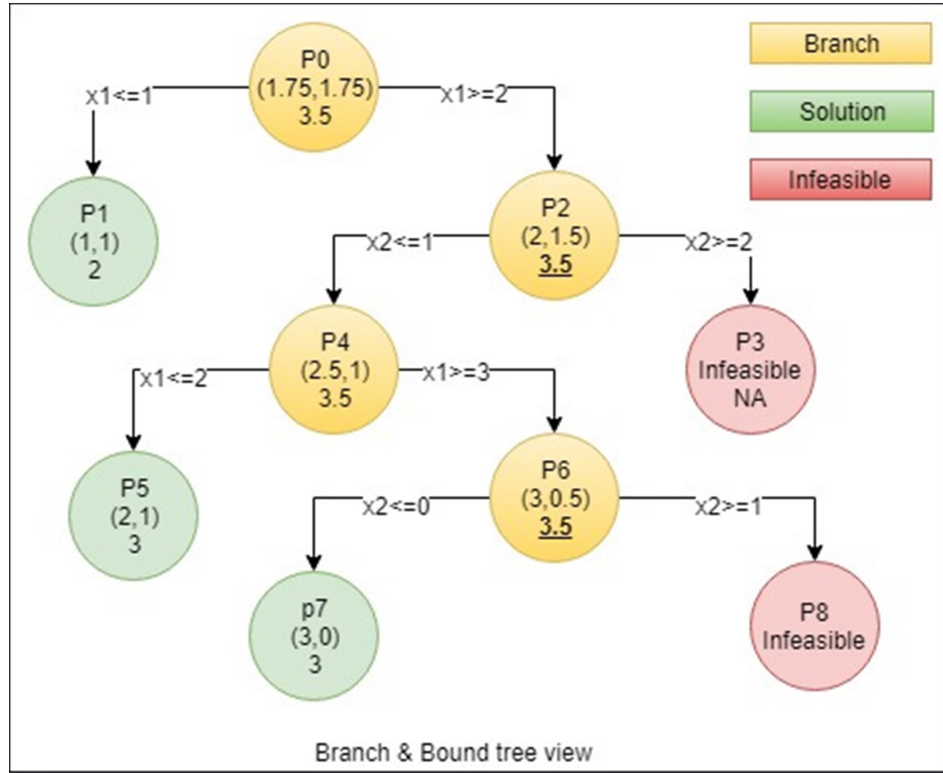 P0
(1.75,1.75)
3.5
Branch
Solution
Infeasible
x1<=1
x1>=2
P1
(1,1)
2
P2
(2,1.5)
3.5
x2<=1
x2>=2
P4
(2.5,1)
3.5
P3
Infeasible
NA
x1<=2
x1>=3
P5
(2,1)
3
P6
(3,0.5)
3.5
x2<=0
x2>=1
p7
(3,0)
3
P8
Infeasible
Branch & Bound tree view